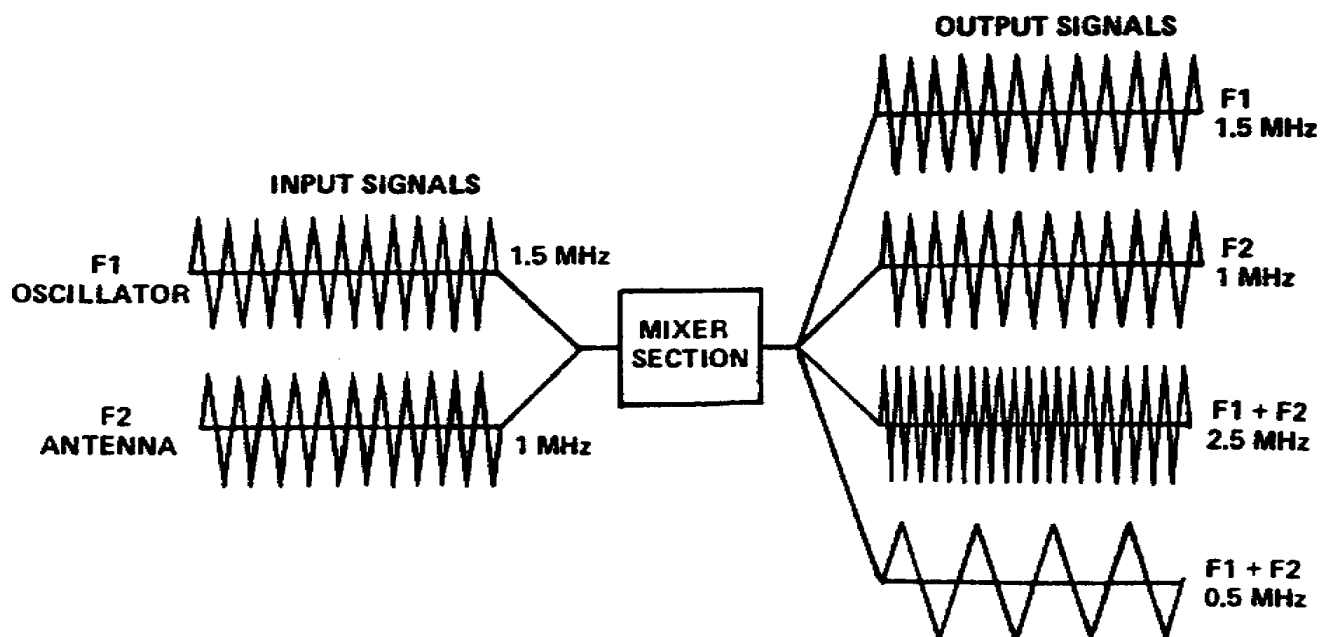 OUTPUT SIGNALS
F1
1.5 MHz
INPUT SIGNALS
F1
OSCILLATOR
1.5 MHz
F2
ANTENNA
1 MHz
MIXER
SECTION
F2
1 MHz
F1 + F2
2.5 MHz
F1 + F2
0.5 MHz